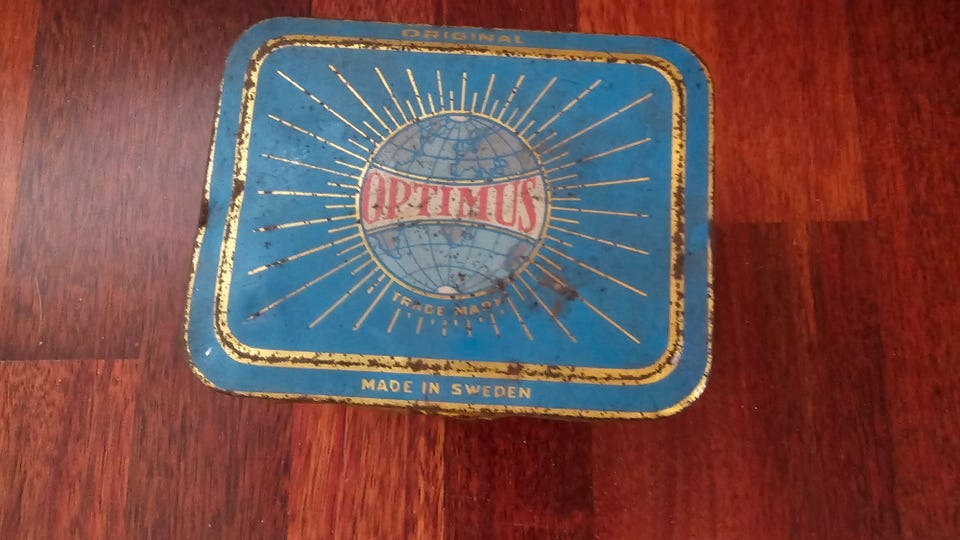 ORIGINAL
OPTIMUS
TRADE MARK
MADE IN SWEDEN